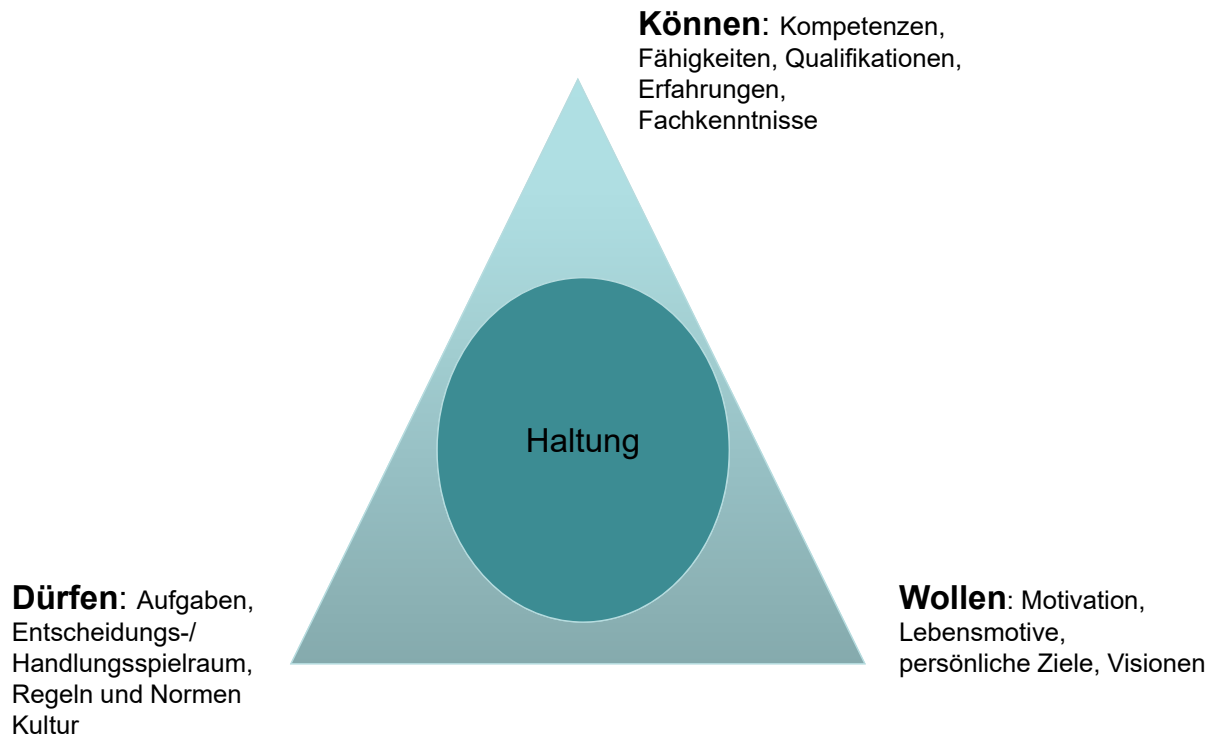 Können: Kompetenzen,
Fähigkeiten, Qualifikationen,
Erfahrungen,
Fachkenntnisse
Haltung
Dürfen: Aufgaben,
Entscheidungs-/
Handlungsspielraum,
Regeln und Normen
Kultur
Wollen: Motivation,
Lebensmotive,
persönliche Ziele, Visionen